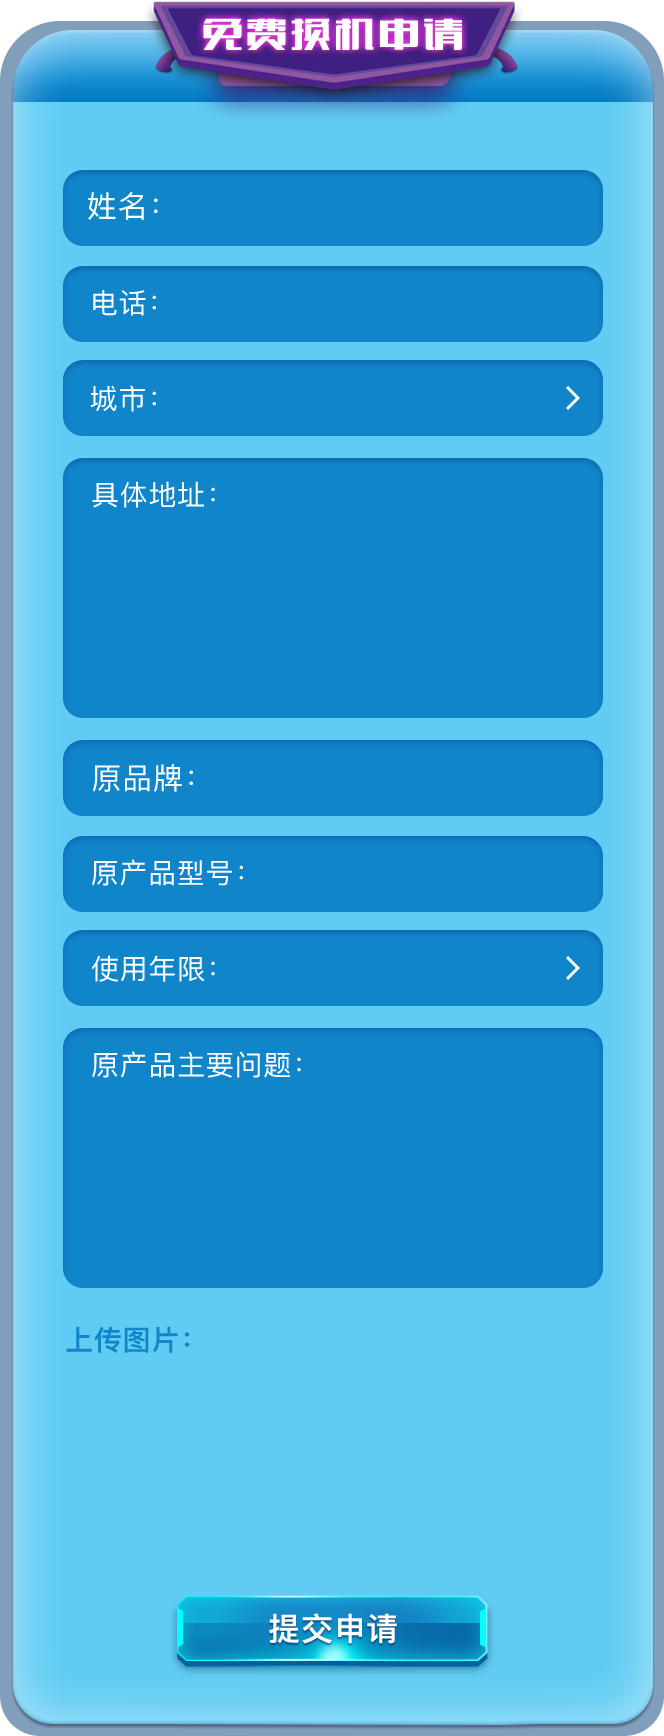 免费换机申请
姓名：
电话：
城市：
具体地址：
原品牌：
原产品型号：
使用年限：
原产品主要问题：
上传图片：
提交申请